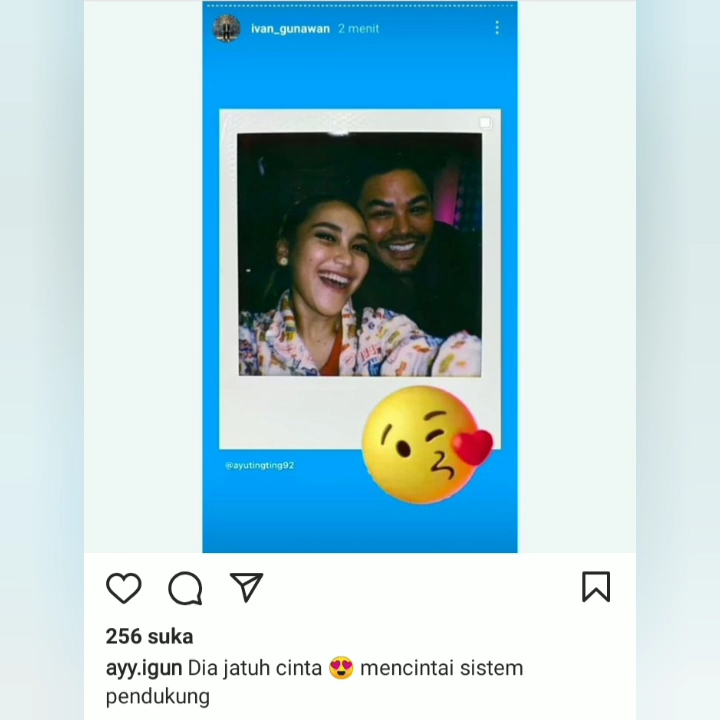 ivan_gunawan 2 menit
@ayutingting92
256 suka
ayy.igun Dia jatuh cinta 😍 mencintai sistem
pendukung